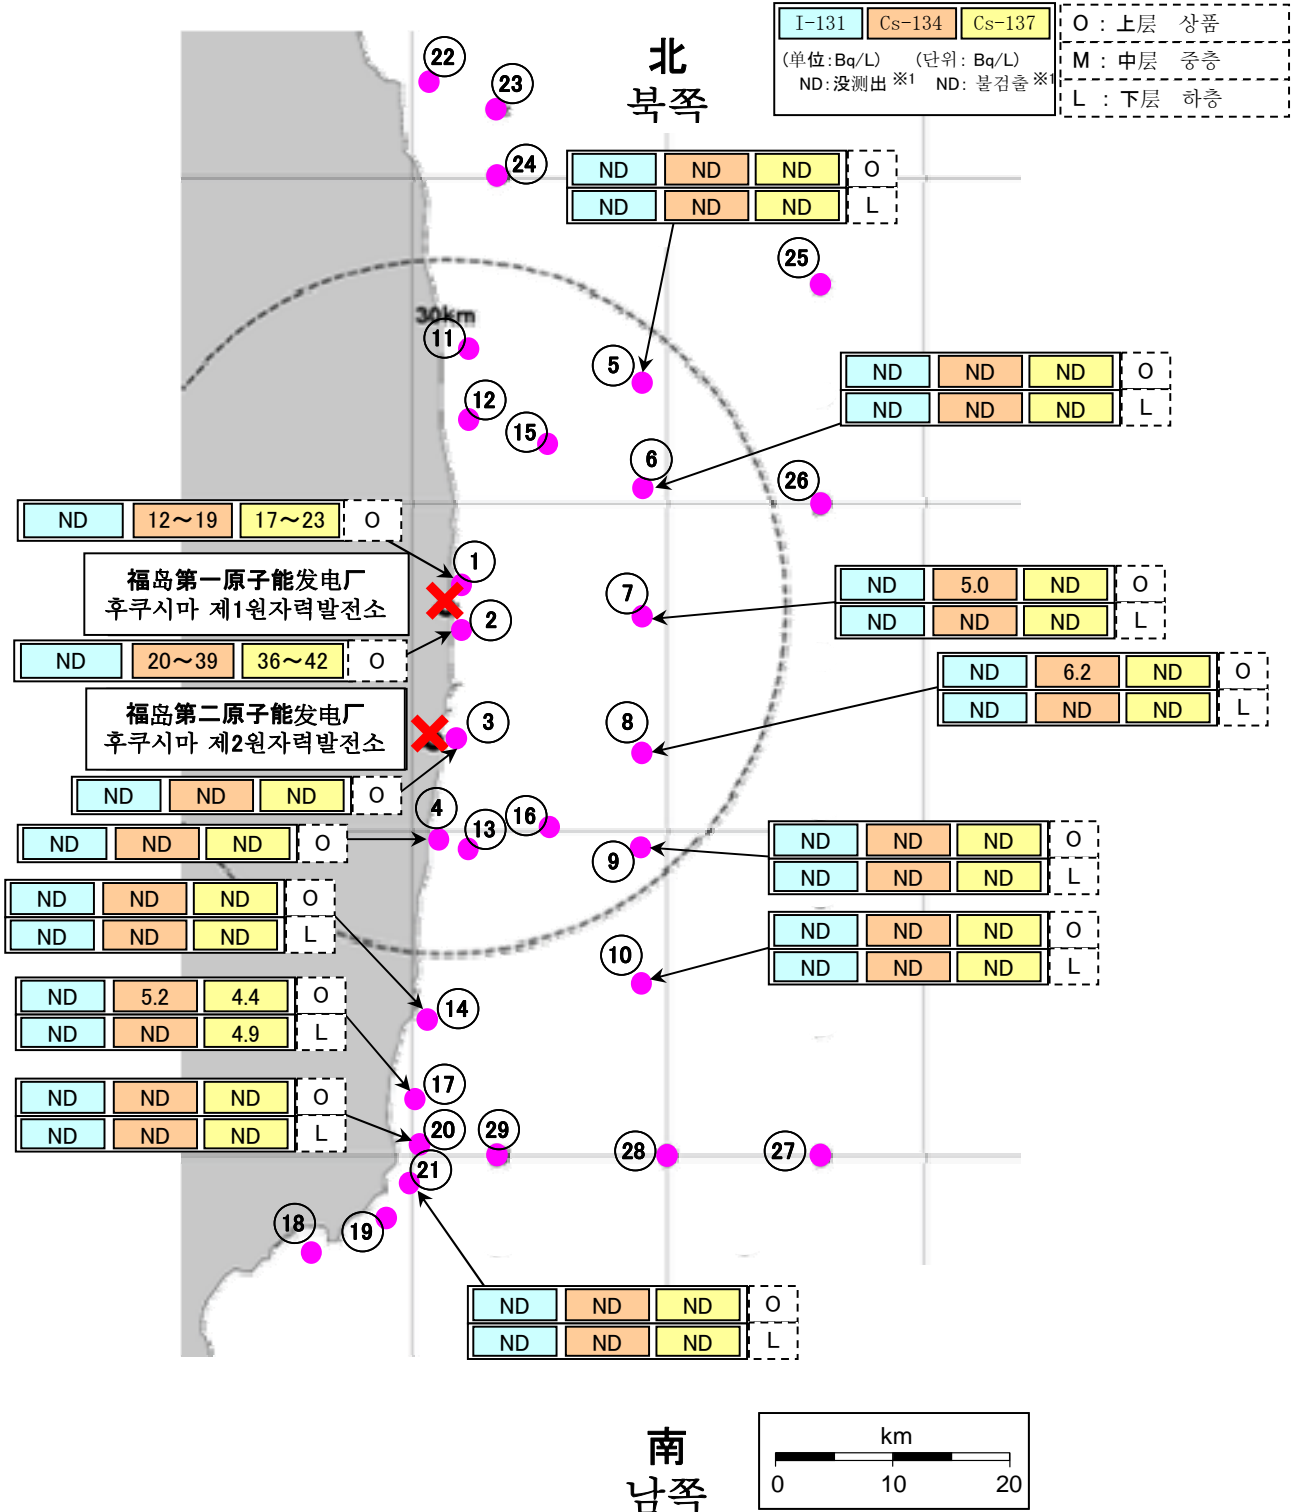 I-131 Cs-134 Cs-137
(单位:Bq/L) (단위: Bq/L)
ND:没测出※1 ND: 불검출※1
O : 上层 상품
M : 中层 중층
L : 下层 하층
北
북쪽
22
23
24
ND ND ND O
ND ND ND L
25
30km
11
5
ND ND ND O
ND ND ND L
12
15
6
26
ND 12～19 17～23 O
1
福岛第一原子能发电厂
후쿠시마 제1원자력발전소
2
7
ND 5.0 ND O
ND ND ND L
ND 20～39 36～42 O
ND 6.2 ND O
ND ND ND L
福岛第二原子能发电厂
후쿠시마 제2원자력발전소
3
8
ND ND ND O
4
13
16
9
ND ND ND O
ND ND ND O
ND ND ND L
ND ND ND O
ND ND ND L
ND ND ND O
ND ND ND L
10
14
ND 5.2 4.4 O
ND ND 4.9 L
17
ND ND ND O
ND ND ND L
20
29
28
27
21
18
19
ND ND ND O
ND ND ND L
南
남쪽
km
0 10 20